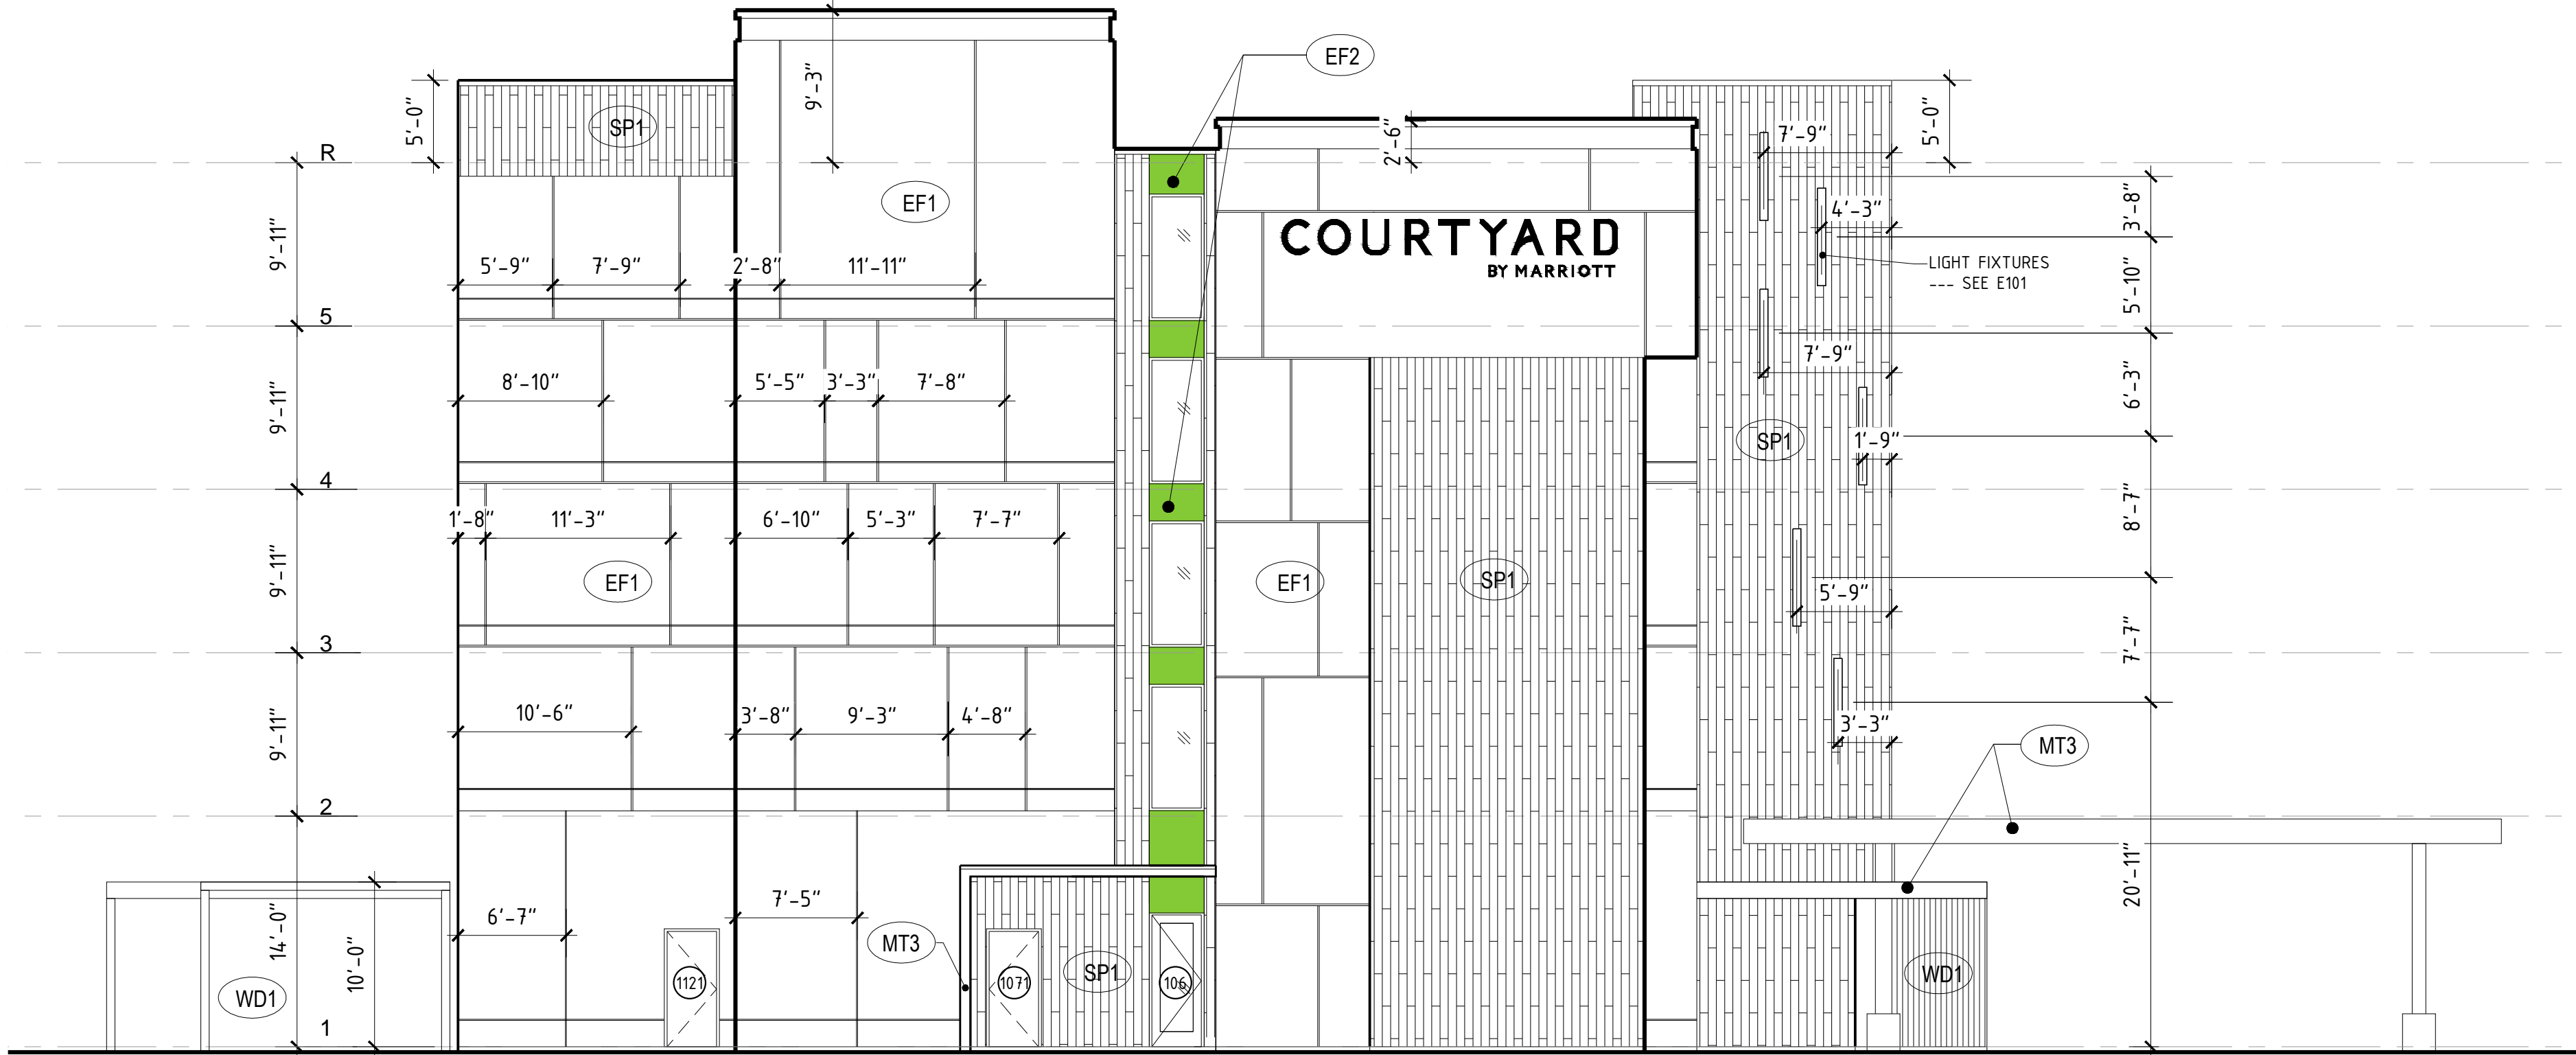 EF2
9'-3"
5'-0"
SP1
2'-6"
7'-9"
5'-0"
R
EF1
4'-3"
3'-8"
9'-11"
COURTYARD
BY MARRIOTT
LIGHT FIXTURES
--- SEE E101
5'-9"
7'-9"
2'-8"
11'-11"
5'-10"
5
7'-9"
8'-10"
5'-5"
3'-3"
7'-8"
6'-3"
9'-11"
SP1
1'-9"
4
1'-8"
11'-3"
6'-10"
5'-3"
7'-7"
8'-7"
9'-11"
EF1
EF1
SP1
5'-9"
3
7'-7"
10'-6"
3'-8"
9'-3"
4'-8"
3'-3"
9'-11"
MT3
2
20'-11"
7'-5"
6'-7"
14'-0"
10'-0"
MT3
WD1
1121
1071
SP1
106
WD1
1